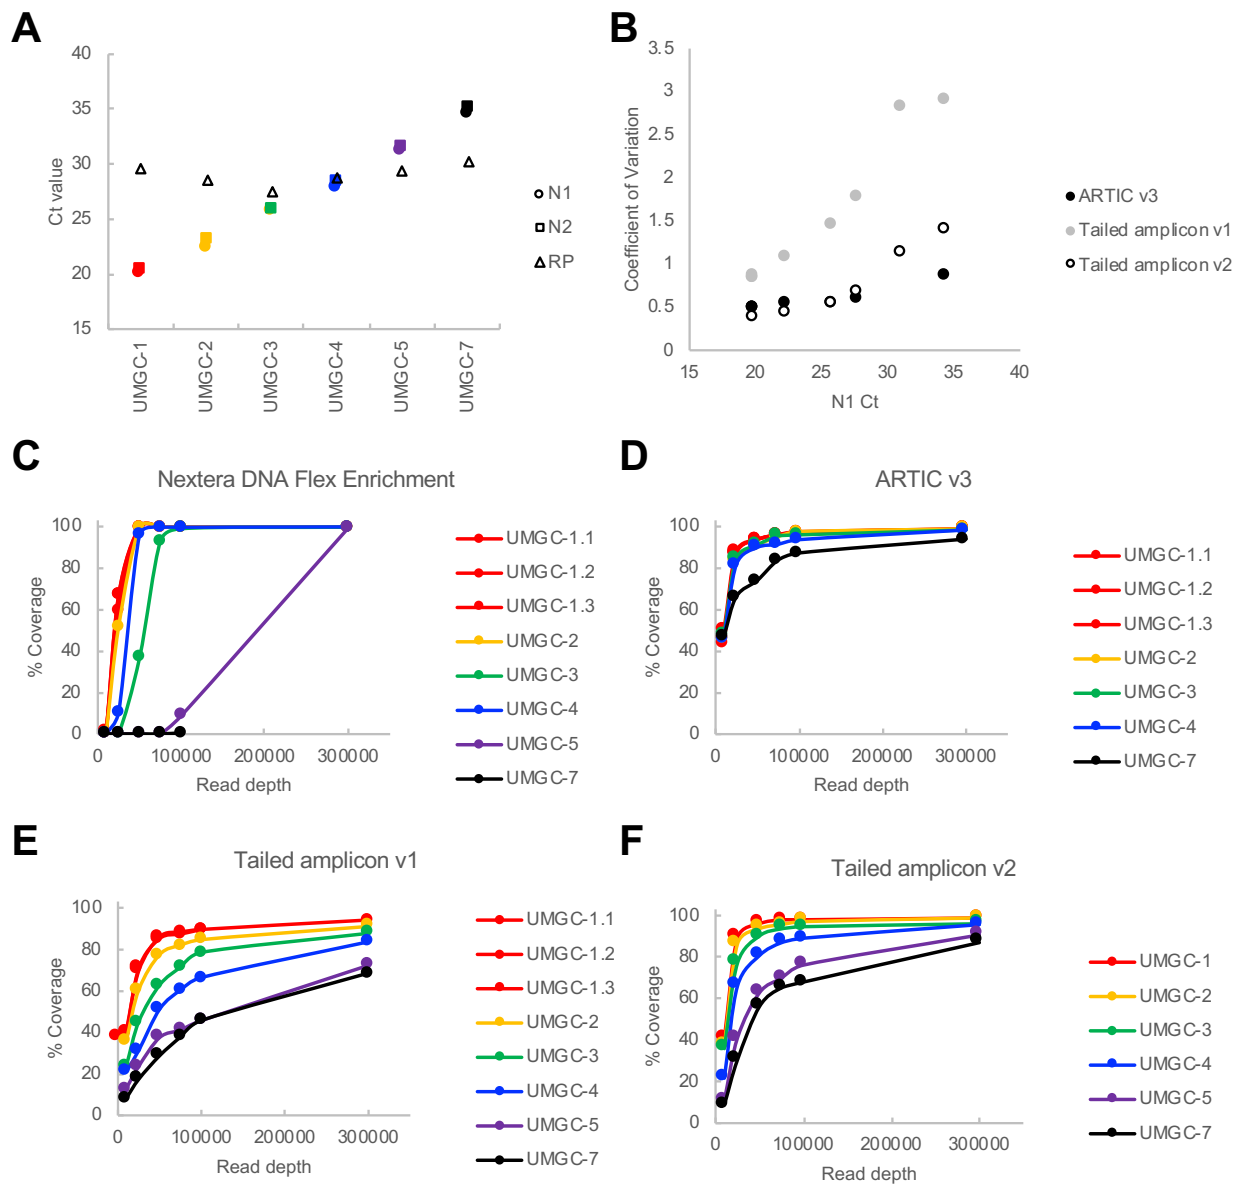 A
40
35
30
25
20
15
Ct value
UMGC-1
UMGC-2
UMGC-3
UMGC-4
UMGC-5
UMGC-7
N1
N2
RP
B
3.5
3
2.5
2
1.5
1
0.5
0
Coefficient of Variation
15 20 25 30 35 40
N1 Ct
ARTIC v3
Tailed amplicon v1
Tailed amplicon v2
C
Nextera DNA Flex Enrichment
100
80
60
40
20
0
% Coverage
0 100000 200000 300000
Read depth
UMGC-1.1
UMGC-1.2
UMGC-1.3
UMGC-2
UMGC-3
UMGC-4
UMGC-5
UMGC-7
D
ARTIC v3
100
80
60
40
20
0
% Coverage
0 100000 200000 300000
Read depth
UMGC-1.1
UMGC-1.2
UMGC-1.3
UMGC-2
UMGC-3
UMGC-4
UMGC-7
E
Tailed amplicon v1
100
80
60
40
20
0
% Coverage
0 100000 200000 300000
Read depth
UMGC-1.1
UMGC-1.2
UMGC-1.3
UMGC-2
UMGC-3
UMGC-4
UMGC-5
UMGC-7
F
Tailed amplicon v2
100
80
60
40
20
0
% Coverage
0 100000 200000 300000
Read depth
UMGC-1
UMGC-2
UMGC-3
UMGC-4
UMGC-5
UMGC-7